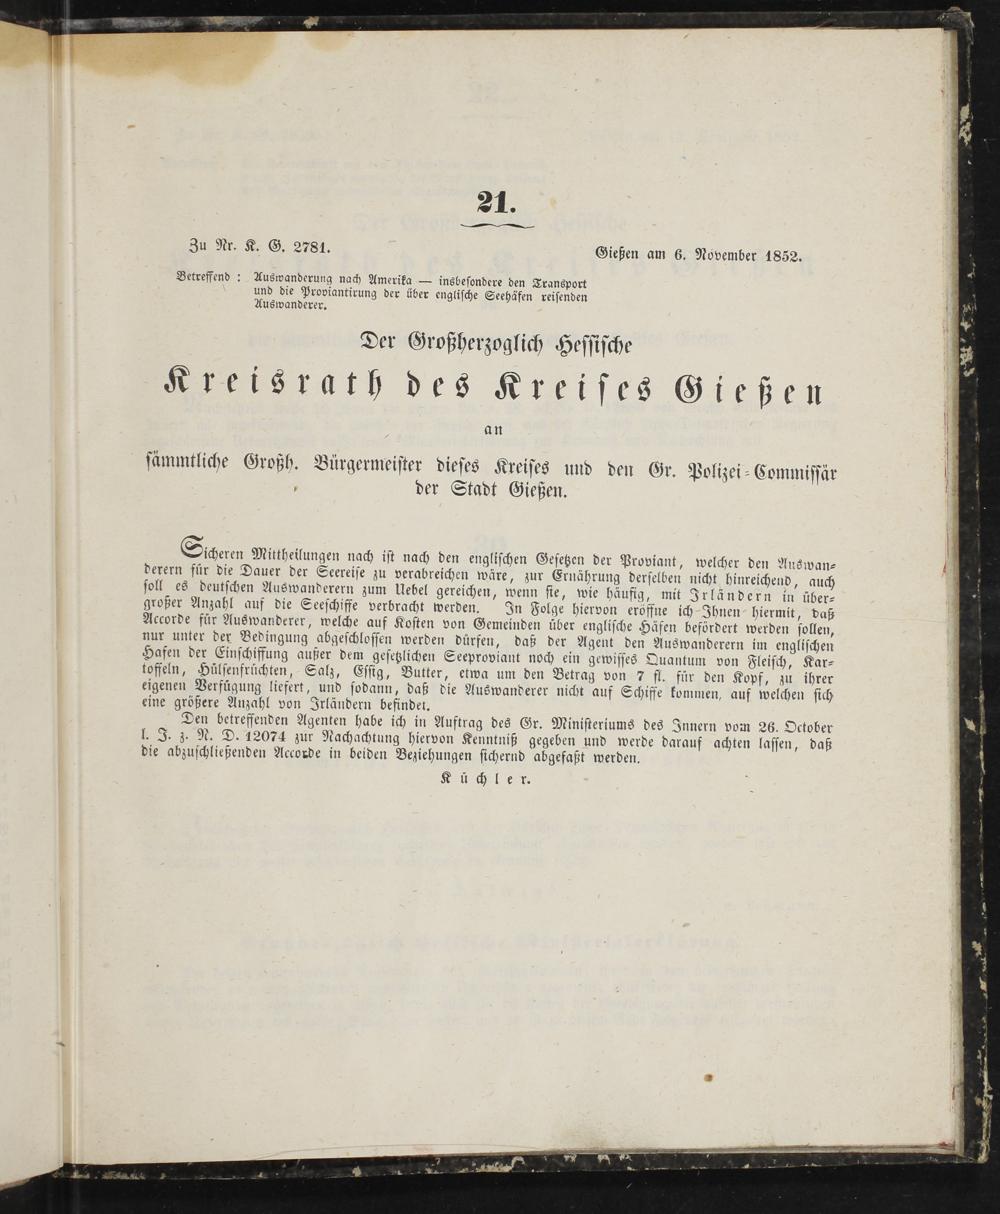 21.
Zu Nr. K. G. 2781.
Gießen am 6. November 1852.
Betreffend : Auswanderung nach Amerika — insbesondere den Transport
und die Proviantirung der über englische Seehäfen reisenden
Auswanderer.
Der Großherzoglich Hessische
Kreisrath des Kreises Gießen
an
sämmtliche Großh. Bürgermeister dieses Kreises und den Gr. Polizei-Commissär
der Stadt Gießen.
Sicheren Mittheilungen nach ist nach den englischen Gesetzen der Proviant, welcher den Auswan-
derern für die Dauer der Seereise zu verabreichen wäre, zur Ernährung derselben nicht hinreichend, auch
soll es deutschen Auswanderern zum Uebel gereichen, wenn sie, wie häufig, mit Irländern in über-
großer Anzahl auf die Seeschiffe verbracht werden. In Folge hiervon eröffne ich Ihnen hiermit, daß
Accorde für Auswanderer, welche auf Kosten von Gemeinden über englische Häfen befördert werden sollen,
nur unter der Bedingung abgeschlossen werden dürfen, daß der Agent den Auswanderern im englischen
Hafen der Einschiffung außer dem gesetzlichen Seeproviant noch ein gewisses Quantum von Fleisch, Kar-
toffeln, Hülsenfrüchten, Salz, Essig, Butter, etwa um den Betrag von 7 fl. für den Kopf, zu ihrer
eigenen Verfügung liefert, und sodann, daß die Auswanderer nicht auf Schiffe kommen, auf welchen sich
eine größere Anzahl von Irländern befindet.
Den betreffenden Agenten habe ich in Auftrag des Gr. Ministeriums des Innern vom 26. October
l. J. z. N. D. 12074 zur Nachachtung hiervon Kenntniß gegeben und werde darauf achten lassen, daß
die abzuschließenden Accorde in beiden Beziehungen sichernd abgefaßt werden.
Küchler.